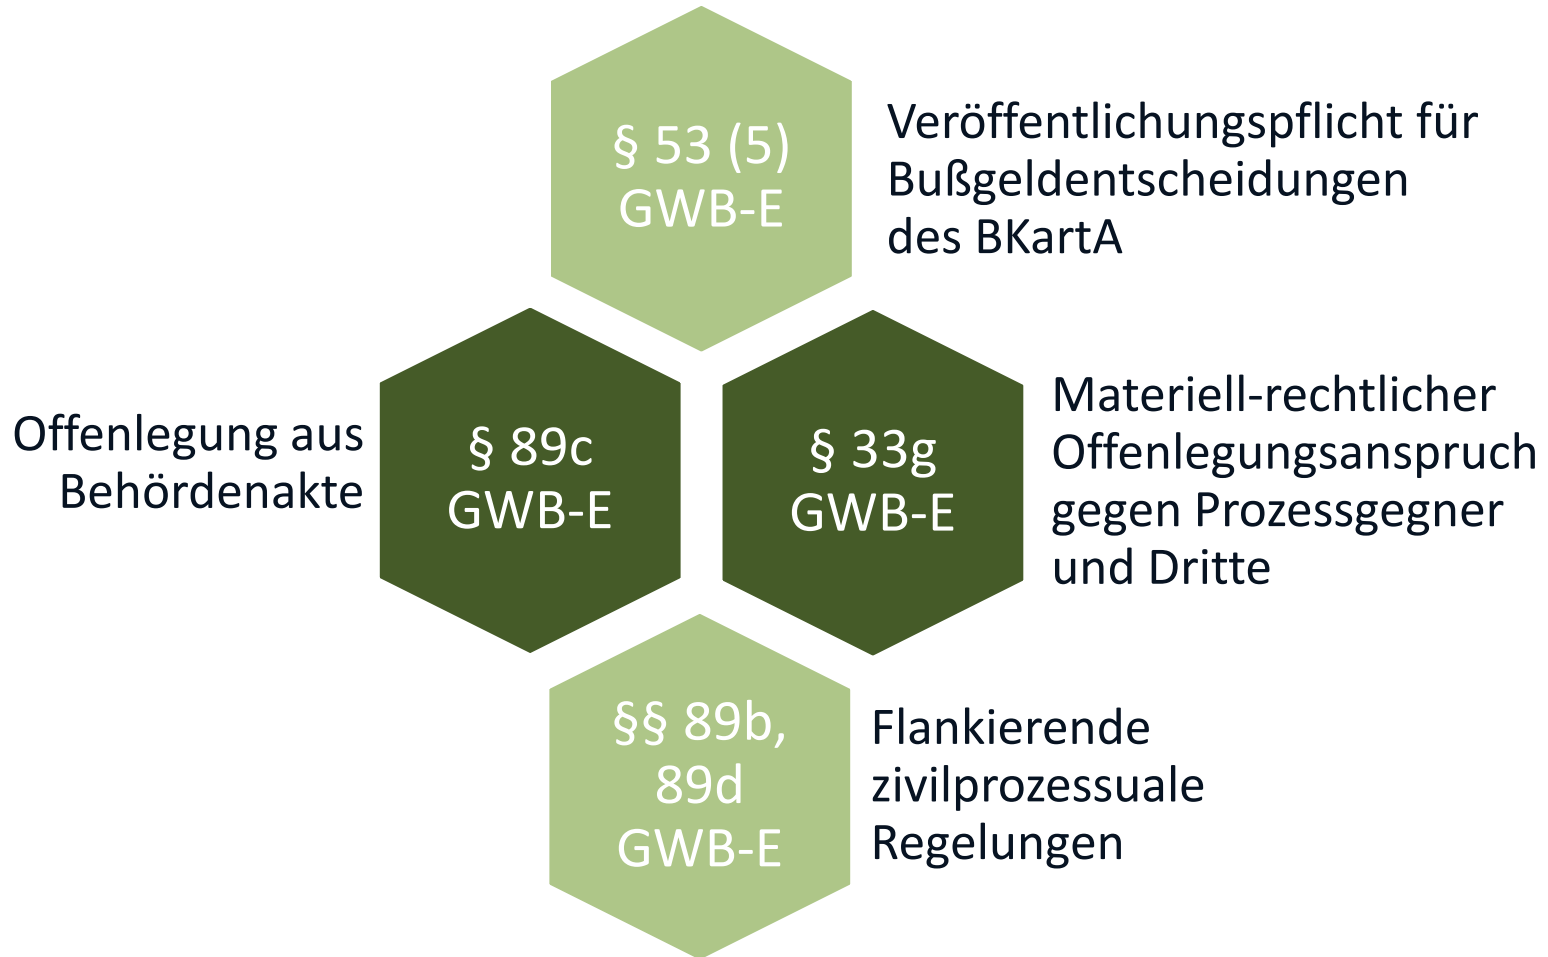 § 53 (5)
GWB-E
Veröffentlichungspflicht für
Bußgeldentscheidungen
des BKartA
Offenlegung aus
Behördenakte
§ 89c
GWB-E
§ 33g
GWB-E
Materiell-rechtlicher
Offenlegungsanspruch
gegen Prozessgegner
und Dritte
§§ 89b,
89d
GWB-E
Flankierende
zivilprozessuale
Regelungen